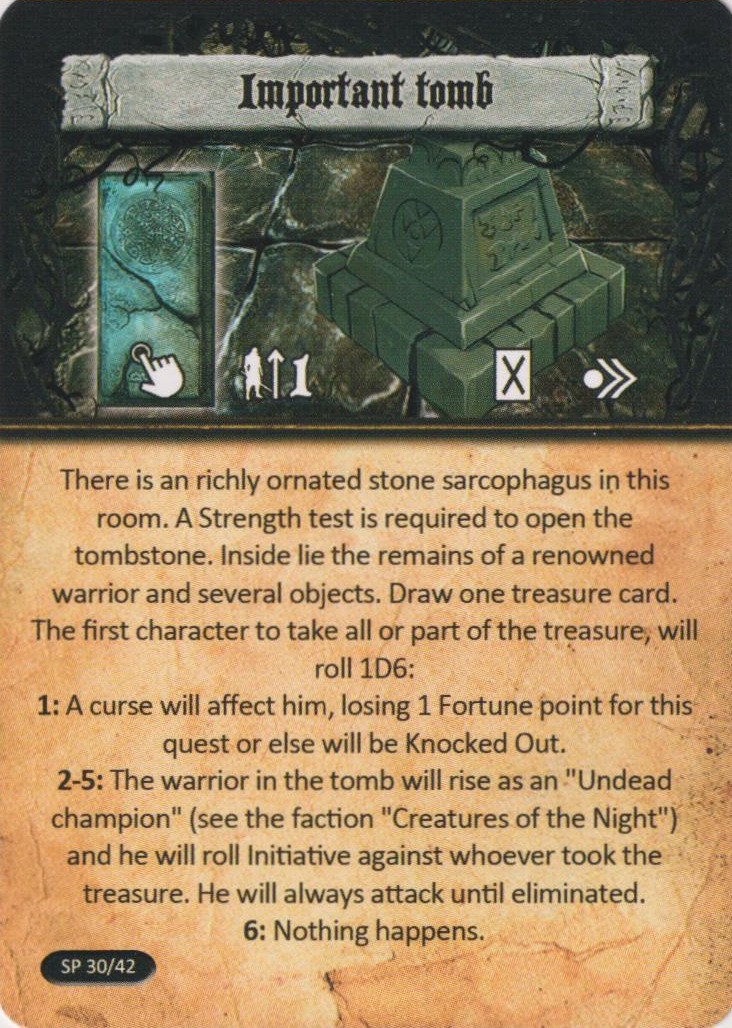 Important tomb
1
X
There is an richly ornated stone sarcophagus in this
room. A Strength test is required to open the
tombstone. Inside lie the remains of a renowned
warrior and several objects. Draw one treasure card.
The first character to take all or part of the treasure, will
roll 1D6:
1: A curse will affect him, losing 1 Fortune point for this
quest or else will be Knocked Out.
2-5: The warrior in the tomb will rise as an "Undead
champion" (see the faction "Creatures of the Night")
and he will roll Initiative against whoever took the
treasure. He will always attack until eliminated.
6: Nothing happens.
SP 30/42